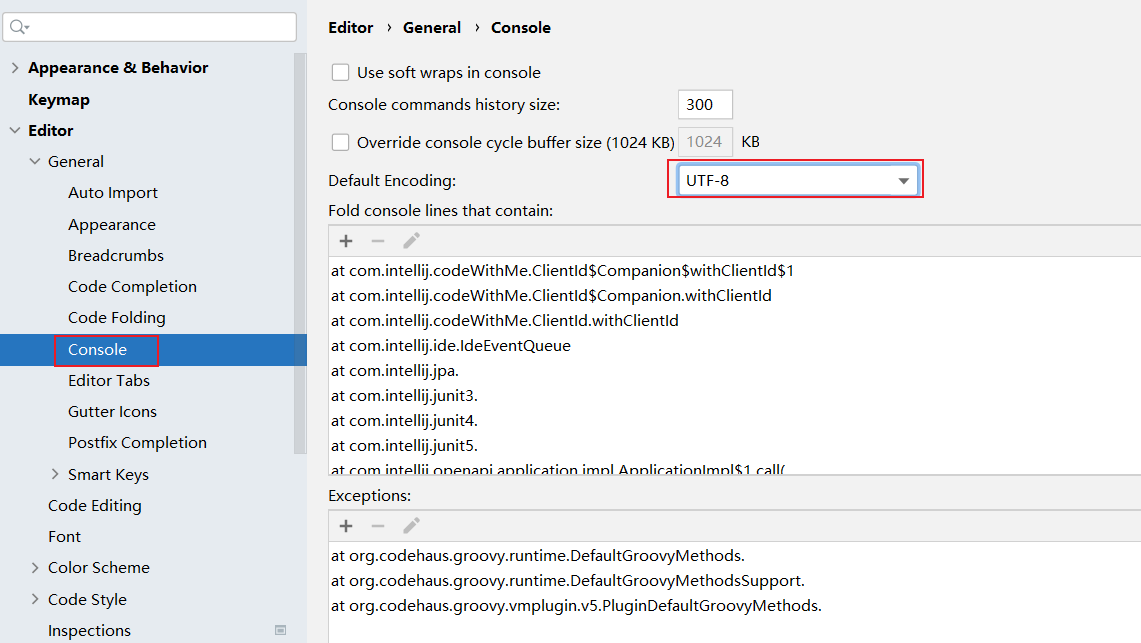 Appearance & Behavior
Keymap
Editor
General
Auto Import
Appearance
Breadcrumbs
Code Completion
Code Folding
Console
Editor Tabs
Gutter Icons
Postfix Completion
Smart Keys
Code Editing
Font
Color Scheme
Code Style
Inspections
Editor › General › Console
Use soft wraps in console
Console commands history size: 300
Override console cycle buffer size (1024 KB) 1024 KB
Default Encoding: UTF-8
Fold console lines that contain:
at com.intellij.codeWithMe.ClientId$Companion$withClientId$1
at com.intellij.codeWithMe.ClientId$Companion.withClientId
at com.intellij.codeWithMe.ClientId.withClientId
at com.intellij.ide.IdeEventQueue
at com.intellij.jpa.
at com.intellij.junit3.
at com.intellij.junit4.
at com.intellij.junit5.
at com.intellij.openapi.application.impl.ApplicationImpl$1.call(
Exceptions:
at org.codehaus.groovy.runtime.DefaultGroovyMethods.
at org.codehaus.groovy.runtime.DefaultGroovyMethodsSupport.
at org.codehaus.groovy.vmplugin.v5.PluginDefaultGroovyMethods.